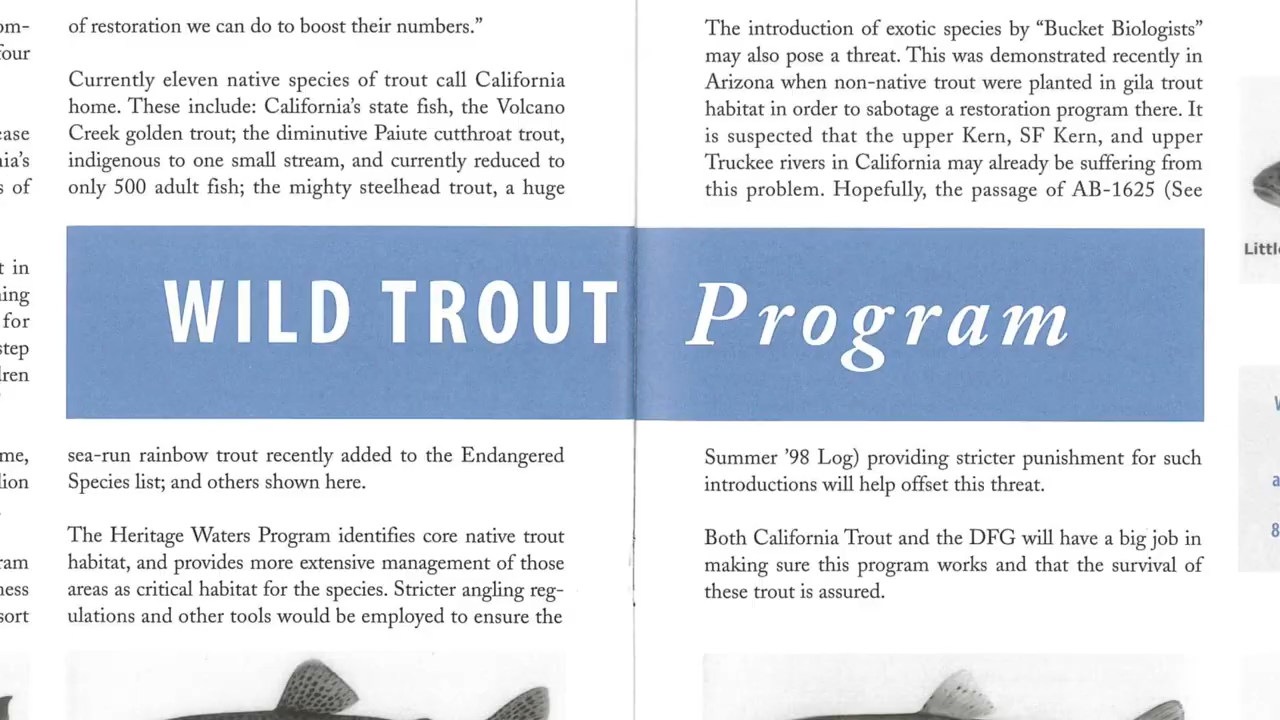 of restoration we can do to boost their numbers.”
Currently eleven native species of trout call California
home. These include: California’s state fish, the Volcano
Creek golden trout; the diminutive Paiute cutthroat trout,
indigenous to one small stream, and currently reduced to
only 500 adult fish; the mighty steelhead trout, a huge
WILD TROUT Program
sea-run rainbow trout recently added to the Endangered
Species list; and others shown here.
The Heritage Waters Program identifies core native trout
habitat, and provides more extensive management of those
areas as critical habitat for the species. Stricter angling reg-
ulations and other tools would be employed to ensure the
The introduction of exotic species by “Bucket Biologists”
may also pose a threat. This was demonstrated recently in
Arizona when non-native trout were planted in gila trout
habitat in order to sabotage a restoration program there. It
is suspected that the upper Kern, SF Kern, and upper
Truckee rivers in California may already be suffering from
this problem. Hopefully, the passage of AB-1625 (See
Summer ’98 Log) providing stricter punishment for such
introductions will help offset this threat.
Both California Trout and the DFG will have a big job in
making sure this program works and that the survival of
these trout is assured.